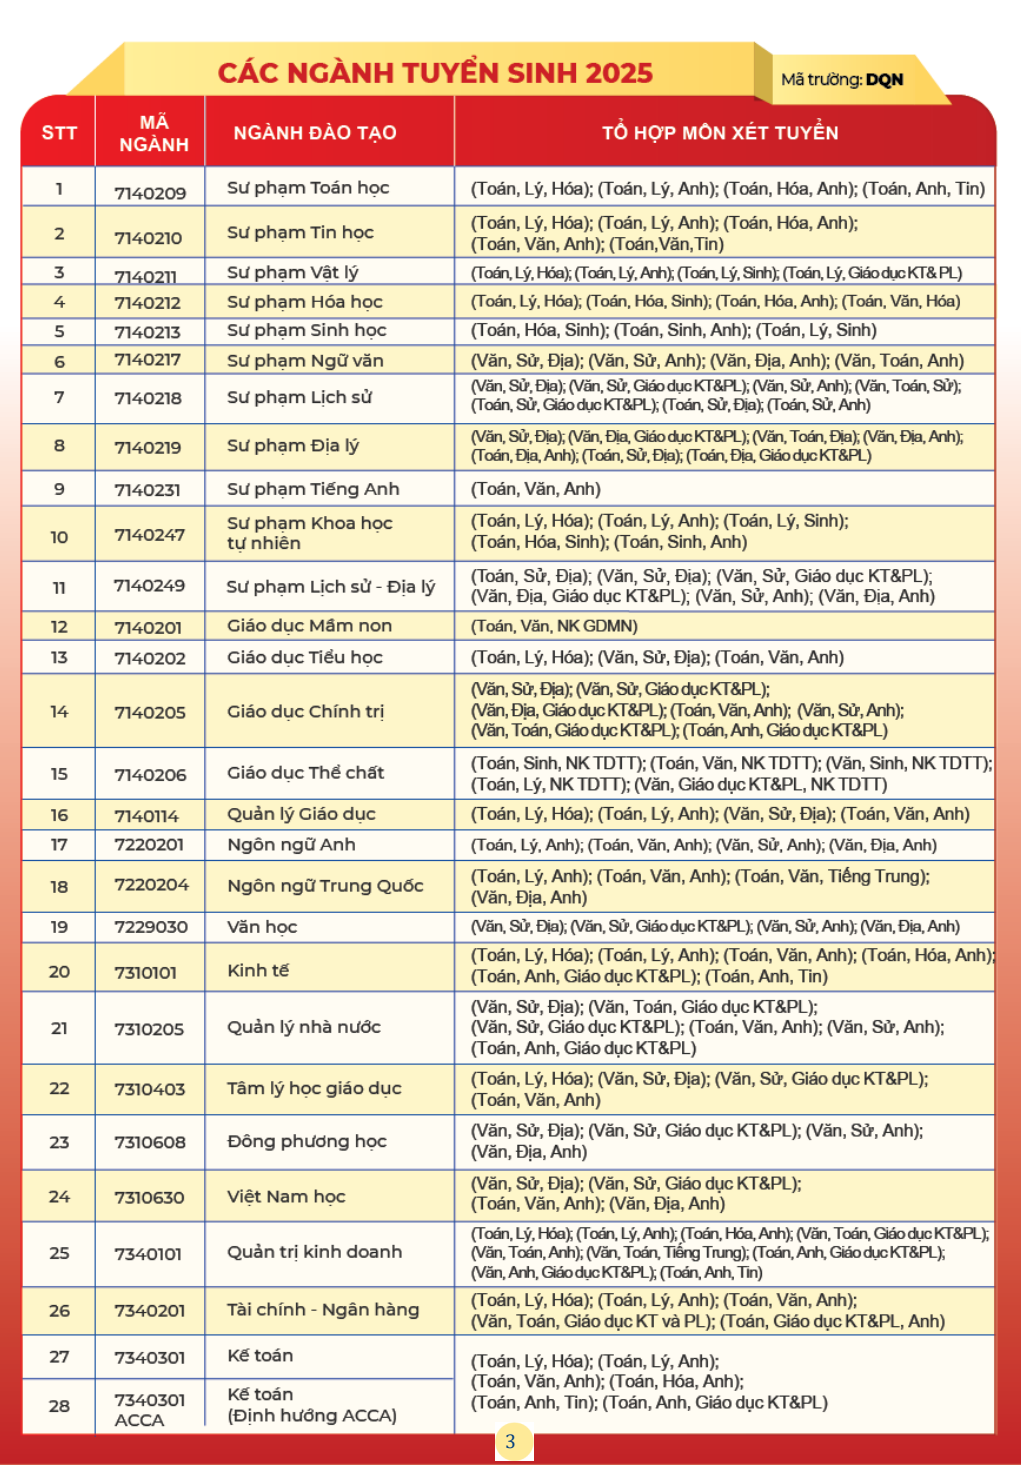 CÁC NGÀNH TUYỂN SINH 2025
Mã trường: DQN
STT
MÃ
NGÀNH
NGÀNH ĐÀO TẠO
TỔ HỢP MÔN XÉT TUYỂN
1 7140209 Sư phạm Toán học (Toán, Lý, Hóa); (Toán, Lý, Anh); (Toán, Hóa, Anh); (Toán, Anh, Tin)
2 7140210 Sư phạm Tin học (Toán, Lý, Hóa); (Toán, Lý, Anh); (Toán, Hóa, Anh);
(Toán, Văn, Anh); (Toán,Văn,Tin)
3 7140211 Sư phạm Vật lý (Toán, Lý, Hóa); (Toán, Lý, Anh); (Toán, Lý, Sinh); (Toán, Lý, Giáo dục KT& PL)
4 7140212 Sư phạm Hóa học (Toán, Lý, Hóa); (Toán, Hóa, Sinh); (Toán, Hóa, Anh); (Toán, Văn, Hóa)
5 7140213 Sư phạm Sinh học (Toán, Hóa, Sinh); (Toán, Sinh, Anh); (Toán, Lý, Sinh)
6 7140217 Sư phạm Ngữ văn (Văn, Sử, Địa); (Văn, Sử, Anh); (Văn, Địa, Anh); (Văn, Toán, Anh)
7 7140218 Sư phạm Lịch sử (Văn, Sử, Địa); (Văn, Sử, Giáo dục KT&PL); (Văn, Sử, Anh); (Văn, Toán, Sử);
(Toán, Sử, Giáo dục KT&PL); (Toán, Sử, Địa); (Toán, Sử, Anh)
8 7140219 Sư phạm Địa lý (Văn, Sử, Địa); (Văn, Địa, Giáo dục KT&PL); (Văn, Toán, Địa); (Văn, Địa, Anh);
(Toán, Địa, Anh); (Toán, Sử, Địa); (Toán, Địa, Giáo dục KT&PL)
9 7140231 Sư phạm Tiếng Anh (Toán, Văn, Anh)
10 7140247 Sư phạm Khoa học (Toán, Lý, Hóa); (Toán, Lý, Anh); (Toán, Lý, Sinh);
tự nhiên (Toán, Hóa, Sinh); (Toán, Sinh, Anh)
11 7140249 Sư phạm Lịch sử - Địa lý (Toán, Sử, Địa); (Văn, Sử, Địa); (Văn, Sử, Giáo dục KT&PL);
(Văn, Địa, Giáo dục KT&PL); (Văn, Sử, Anh); (Văn, Địa, Anh)
12 7140201 Giáo dục Mầm non (Toán, Văn, NK GDMN)
13 7140202 Giáo dục Tiểu học (Toán, Lý, Hóa); (Văn, Sử, Địa); (Toán, Văn, Anh)
14 7140205 Giáo dục Chính trị (Văn, Sử, Địa); (Văn, Sử, Giáo dục KT&PL);
(Văn, Địa, Giáo dục KT&PL); (Toán, Văn, Anh); (Văn, Sử, Anh);
(Văn, Toán, Giáo dục KT&PL); (Toán, Anh, Giáo dục KT&PL)
15 7140206 Giáo dục Thể chất (Toán, Sinh, NK TDTT); (Toán, Văn, NK TDTT); (Văn, Sinh, NK TDTT);
(Toán, Lý, NK TDTT); (Văn, Giáo dục KT&PL, NK TDTT)
16 7140114 Quản lý Giáo dục (Toán, Lý, Hóa); (Toán, Lý, Anh); (Văn, Sử, Địa); (Toán, Văn, Anh)
17 7220201 Ngôn ngữ Anh (Toán, Lý, Anh); (Toán, Văn, Anh); (Văn, Sử, Anh); (Văn, Địa, Anh)
18 7220204 Ngôn ngữ Trung Quốc (Toán, Lý, Anh); (Toán, Văn, Anh); (Toán, Văn, Tiếng Trung);
(Văn, Địa, Anh)
19 7229030 Văn học (Văn, Sử, Địa); (Văn, Sử, Giáo dục KT&PL); (Văn, Sử, Anh); (Văn, Địa, Anh)
20 7310101 Kinh tế (Toán, Lý, Hóa); (Toán, Lý, Anh); (Toán, Văn, Anh); (Toán, Hóa, Anh);
(Toán, Anh, Giáo dục KT&PL); (Toán, Anh, Tin)
21 7310205 Quản lý nhà nước (Văn, Sử, Địa); (Văn, Toán, Giáo dục KT&PL);
(Văn, Sử, Giáo dục KT&PL); (Toán, Văn, Anh); (Văn, Sử, Anh);
(Toán, Anh, Giáo dục KT&PL)
22 7310403 Tâm lý học giáo dục (Toán, Lý, Hóa); (Văn, Sử, Địa); (Văn, Sử, Giáo dục KT&PL);
(Toán, Văn, Anh)
23 7310608 Đông phương học (Văn, Sử, Địa); (Văn, Sử, Giáo dục KT&PL); (Văn, Sử, Anh);
(Văn, Địa, Anh)
24 7310630 Việt Nam học (Văn, Sử, Địa); (Văn, Sử, Giáo dục KT&PL);
(Toán, Văn, Anh); (Văn, Địa, Anh)
25 7340101 Quản trị kinh doanh (Toán, Lý, Hóa); (Toán, Lý, Anh); (Toán, Hóa, Anh); (Văn, Toán, Giáo dục KT&PL);
(Văn, Toán, Anh); (Văn, Toán, Tiếng Trung); (Toán, Anh, Giáo dục KT&PL);
(Văn, Anh, Giáo dục KT&PL); (Toán, Anh, Tin)
26 7340201 Tài chính - Ngân hàng (Toán, Lý, Hóa); (Toán, Lý, Anh); (Toán, Văn, Anh);
(Văn, Toán, Giáo dục KT và PL); (Toán, Giáo dục KT&PL, Anh)
27 7340301 Kế toán (Toán, Lý, Hóa); (Toán, Lý, Anh);
(Toán, Văn, Anh); (Toán, Hóa, Anh);
(Toán, Anh, Tin); (Toán, Anh, Giáo dục KT&PL)
28 7340301 Kế toán
ACCA (Định hướng ACCA)
3